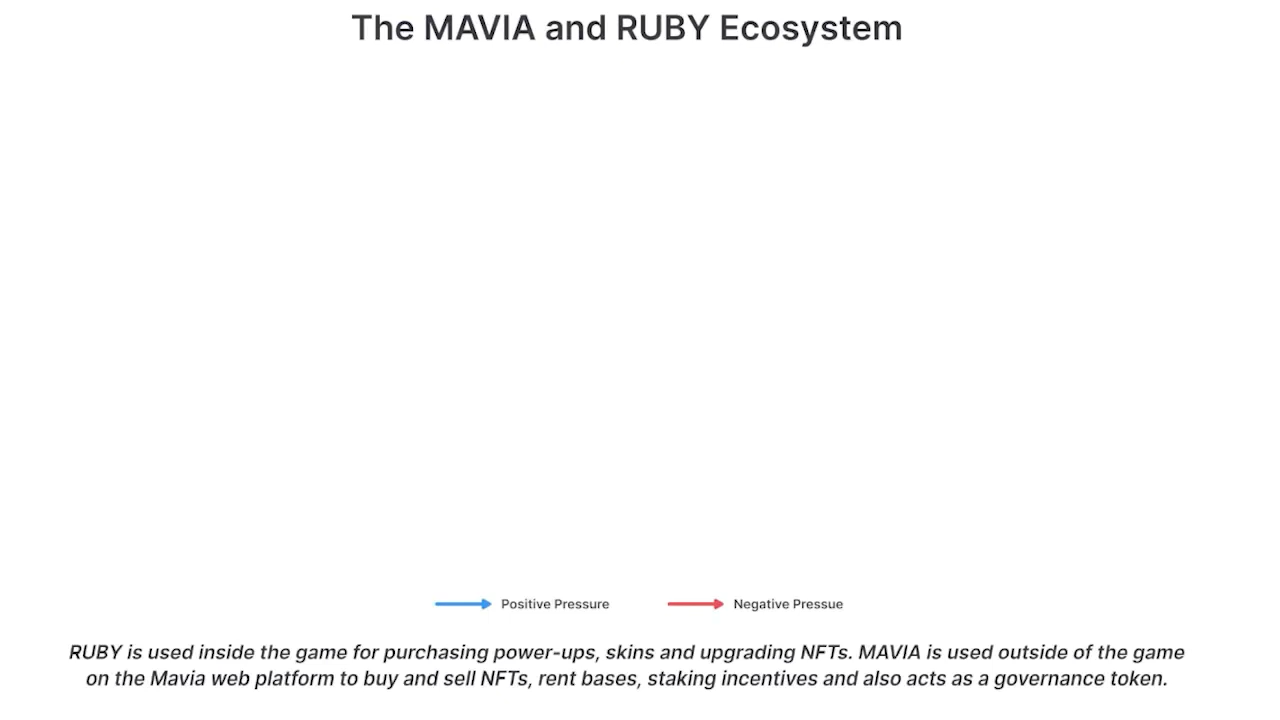 The MAVIA and RUBY Ecosystem
Positive Pressure
Negative Pressue
RUBY is used inside the game for purchasing power-ups, skins and upgrading NFTs. MAVIA is used outside of the game
on the Mavia web platform to buy and sell NFTs, rent bases, staking incentives and also acts as a governance token.